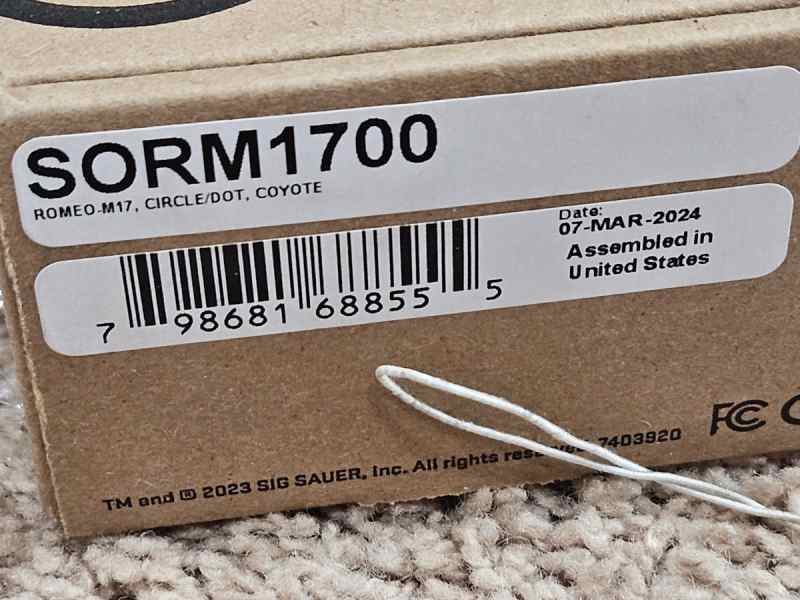 SORM1700
ROMEO-M17, CIRCLE/DOT, COYOTE
Date:
07-MAR-2024
Assembled in
United States
7 98681 68855 5
FC
TM and ® 2023 SIG SAUER, Inc. All rights 7403920